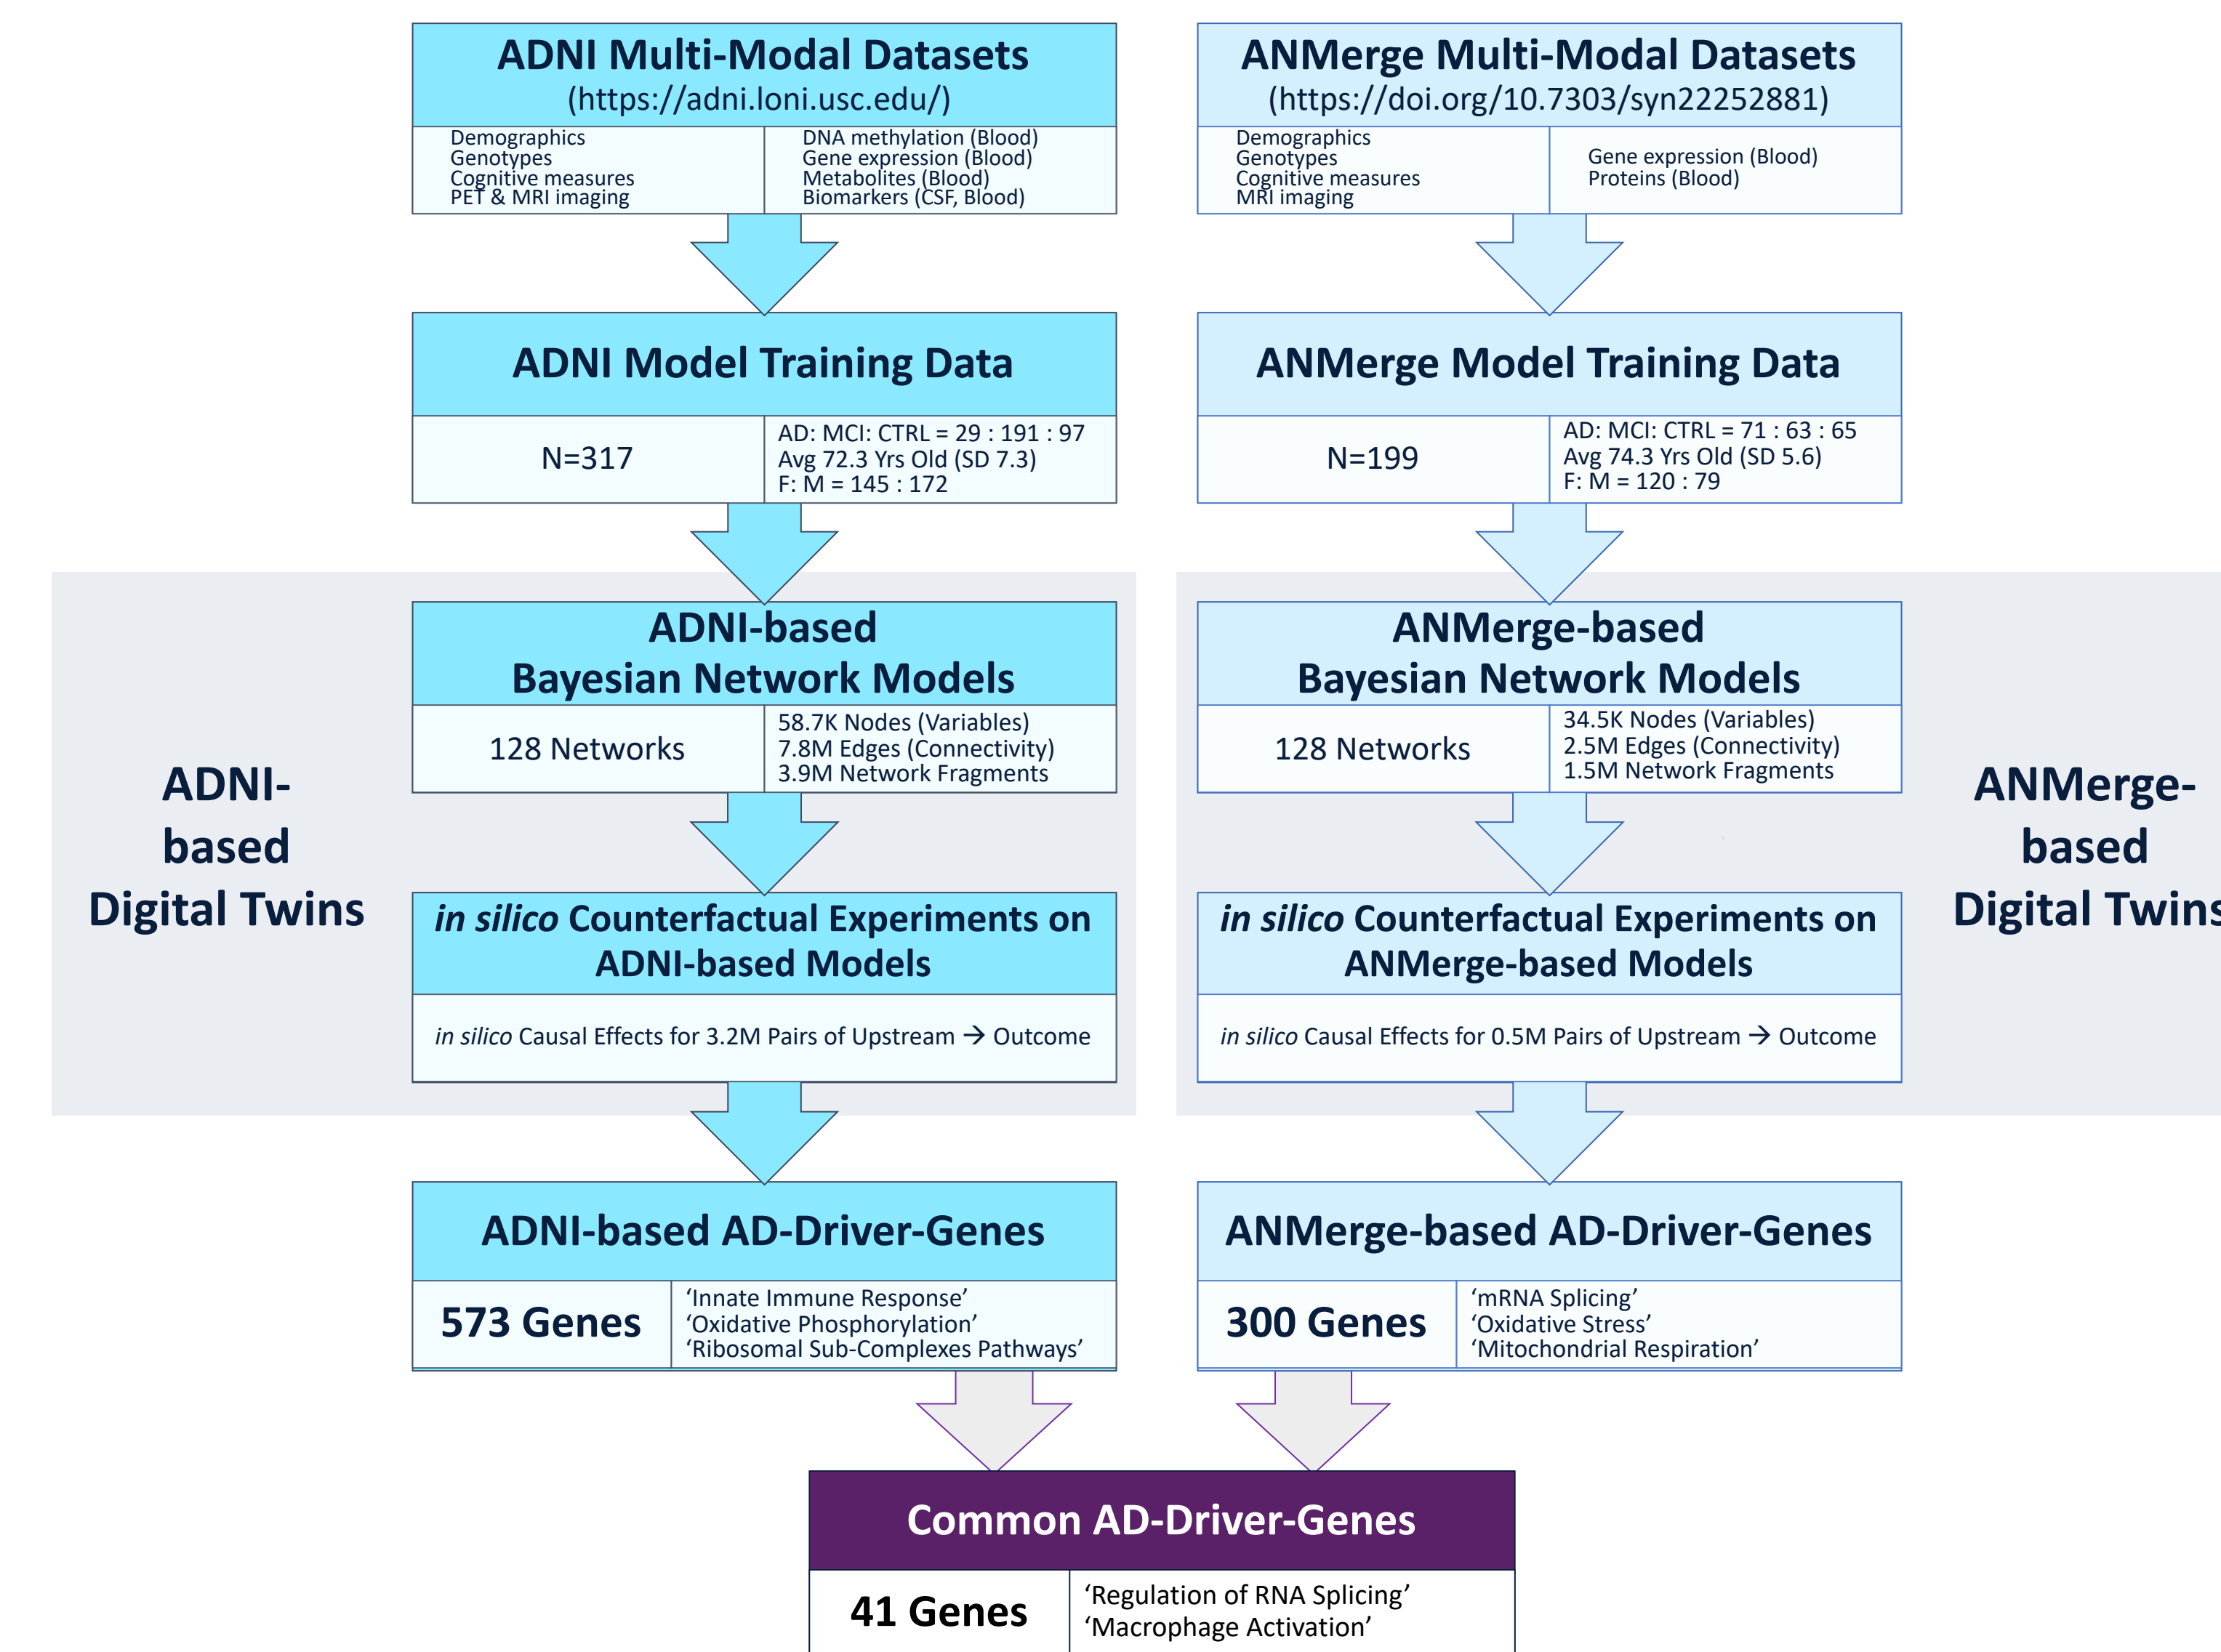 ADNI Multi-Modal Datasets
(https://adni.loni.usc.edu/)
Demographics
Genotypes
Cognitive measures
PET & MRI imaging
DNA methylation (Blood)
Gene expression (Blood)
Metabolites (Blood)
Biomarkers (CSF, Blood)
ANMerge Multi-Modal Datasets
(https://doi.org/10.7303/syn22252881)
Demographics
Genotypes
Cognitive measures
MRI imaging
Gene expression (Blood)
Proteins (Blood)
ADNI Model Training Data
N=317
AD: MCI: CTRL = 29 : 191 : 97
Avg 72.3 Yrs Old (SD 7.3)
F: M = 145 : 172
ANMerge Model Training Data
N=199
AD: MCI: CTRL = 71 : 63 : 65
Avg 74.3 Yrs Old (SD 5.6)
F: M = 120 : 79
ADNI-
based
Digital Twins
ADNI-based
Bayesian Network Models
128 Networks
58.7K Nodes (Variables)
7.8M Edges (Connectivity)
3.9M Network Fragments
in silico Counterfactual Experiments on
ADNI-based Models
in silico Causal Effects for 3.2M Pairs of Upstream → Outcome
ANMerge-based
Bayesian Network Models
128 Networks
34.5K Nodes (Variables)
2.5M Edges (Connectivity)
1.5M Network Fragments
in silico Counterfactual Experiments on
ANMerge-based Models
in silico Causal Effects for 0.5M Pairs of Upstream → Outcome
ANMerge-
based
Digital Twins
ADNI-based AD-Driver-Genes
573 Genes
‘Innate Immune Response’
‘Oxidative Phosphorylation’
‘Ribosomal Sub-Complexes Pathways’
ANMerge-based AD-Driver-Genes
300 Genes
‘mRNA Splicing’
‘Oxidative Stress’
‘Mitochondrial Respiration’
Common AD-Driver-Genes
41 Genes
‘Regulation of RNA Splicing’
‘Macrophage Activation’